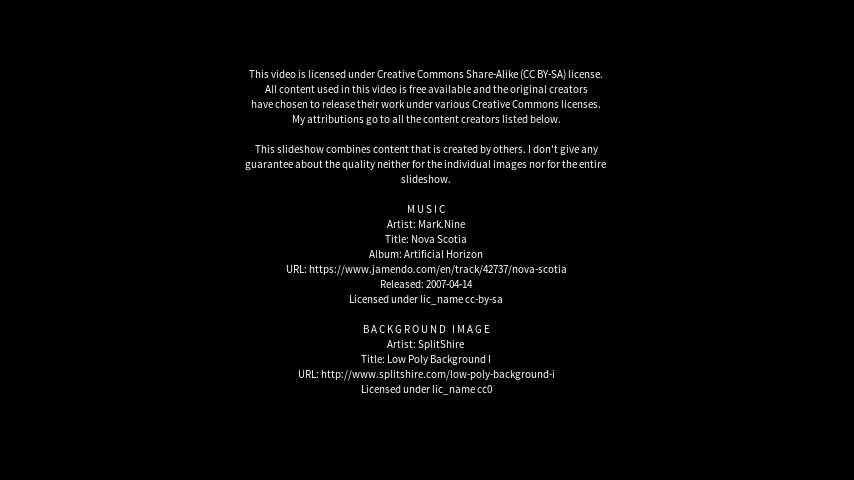 This video is licensed under Creative Commons Share-Alike (CC BY-SA) license.
All content used in this video is free available and the original creators
have chosen to release their work under various Creative Commons licenses.
My attributions go to all the content creators listed below.
This slideshow combines content that is created by others. I don't give any
guarantee about the quality neither for the individual images nor for the entire
slideshow.
MUSIC
Artist: Mark.Nine
Title: Nova Scotia
Album: Artificial Horizon
URL: https://www.jamendo.com/en/track/42737/nova-scotia
Released: 2007-04-14
Licensed under lic_name cc-by-sa
BACKGROUND IMAGE
Artist: SplitShire
Title: Low Poly Background I
URL: http://www.splitshire.com/low-poly-background-i
Licensed under lic_name cc0